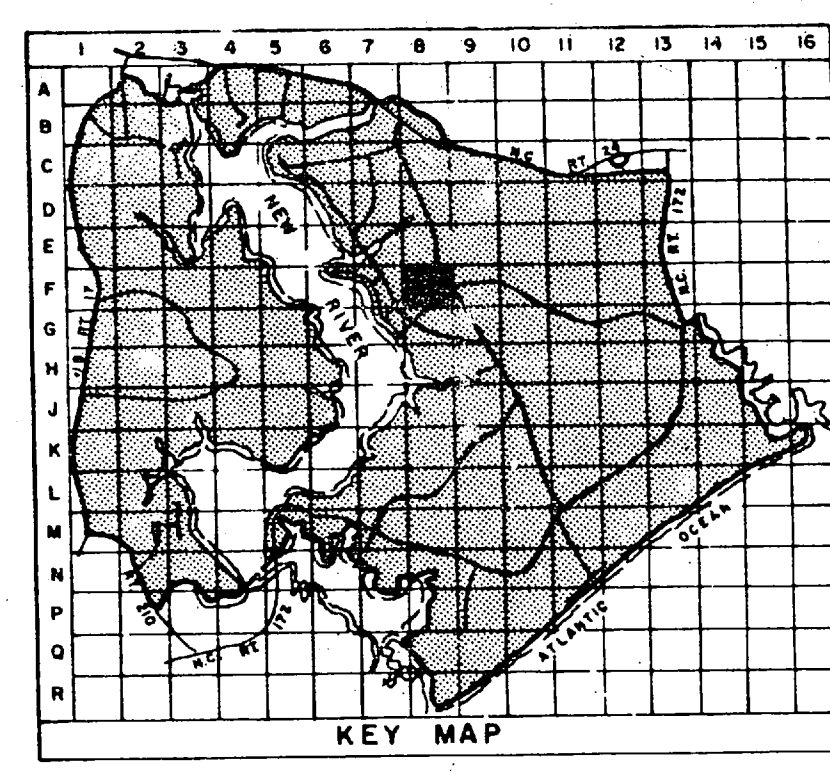 1 2 3 4 5 6 7 8 9 10 11 12 13 14 15 16
A
B
C
D
E
F
G
H
J
K
L
M
N
P
Q
R
N.C. RT. 24
N.C. RT. 172
NEW
RIVER
RT. 17
OCEAN
ATLANTIC
RT. 210
N.C. RT. 172
KEY MAP